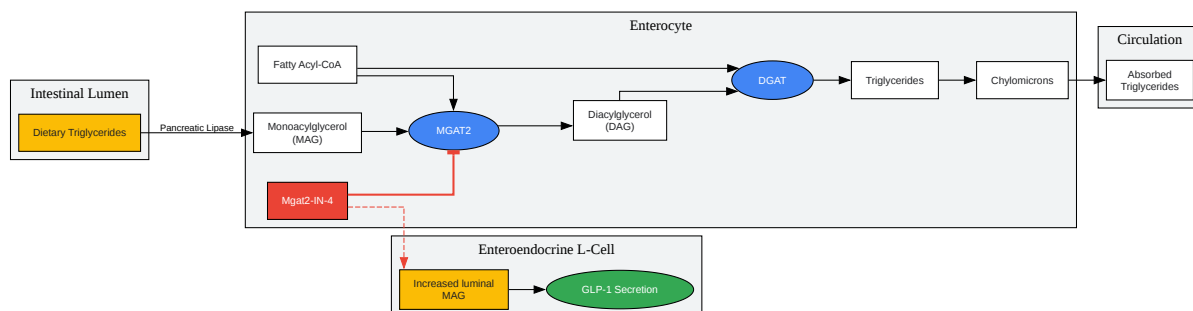 Enterocyte
Circulation
Intestinal Lumen
Fatty Acyl-CoA
DGAT
Triglycerides
Chylomicrons
Absorbed
Triglycerides
Dietary Triglycerides
Pancreatic Lipase
Monoacylglycerol
(MAG)
MGAT2
Diacylglycerol
(DAG)
Mgat2-IN-4
Enteroendocrine L-Cell
Increased luminal
MAG
GLP-1 Secretion